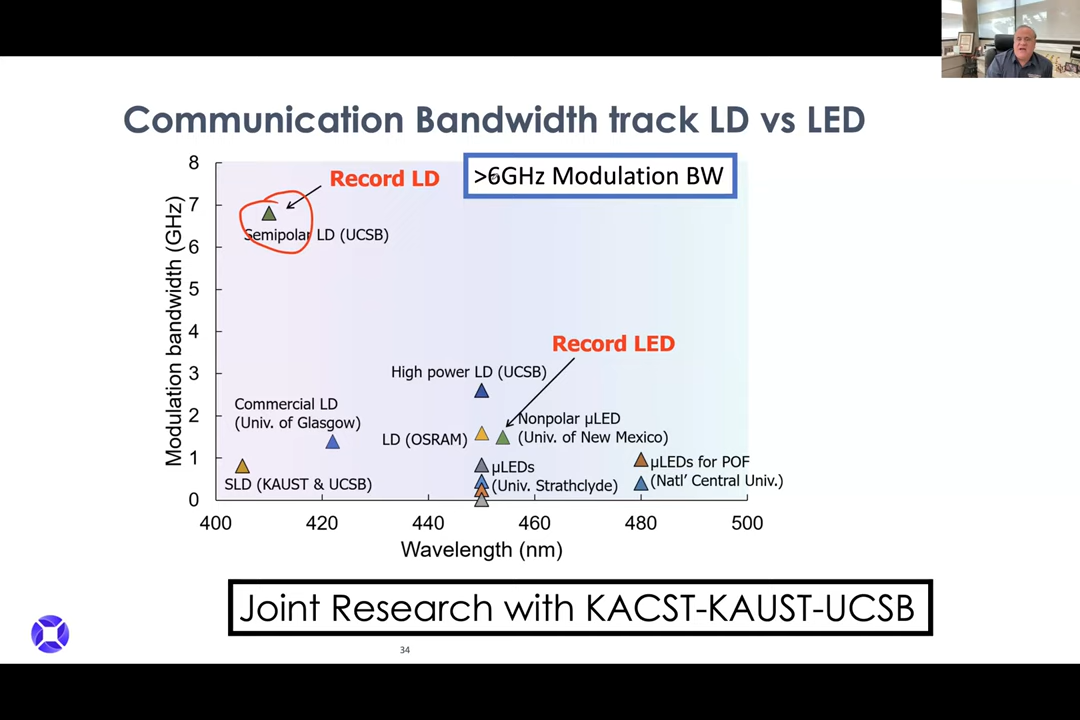 Communication Bandwidth track LD vs LED
>6GHz Modulation BW
Record LD
Semipolar LD (UCSB)
Record LED
High power LD (UCSB)
Commercial LD
(Univ. of Glasgow)
LD (OSRAM)
Nonpolar µLED
(Univ. of New Mexico)
SLD (KAUST & UCSB)
µLEDs
(Univ. Strathclyde)
µLEDs for POF
(Natl’ Central Univ.)
Modulation bandwidth (GHz)
8
7
6
5
4
3
2
1
0
400 420 440 460 480 500
Wavelength (nm)
Joint Research with KACST-KAUST-UCSB
34